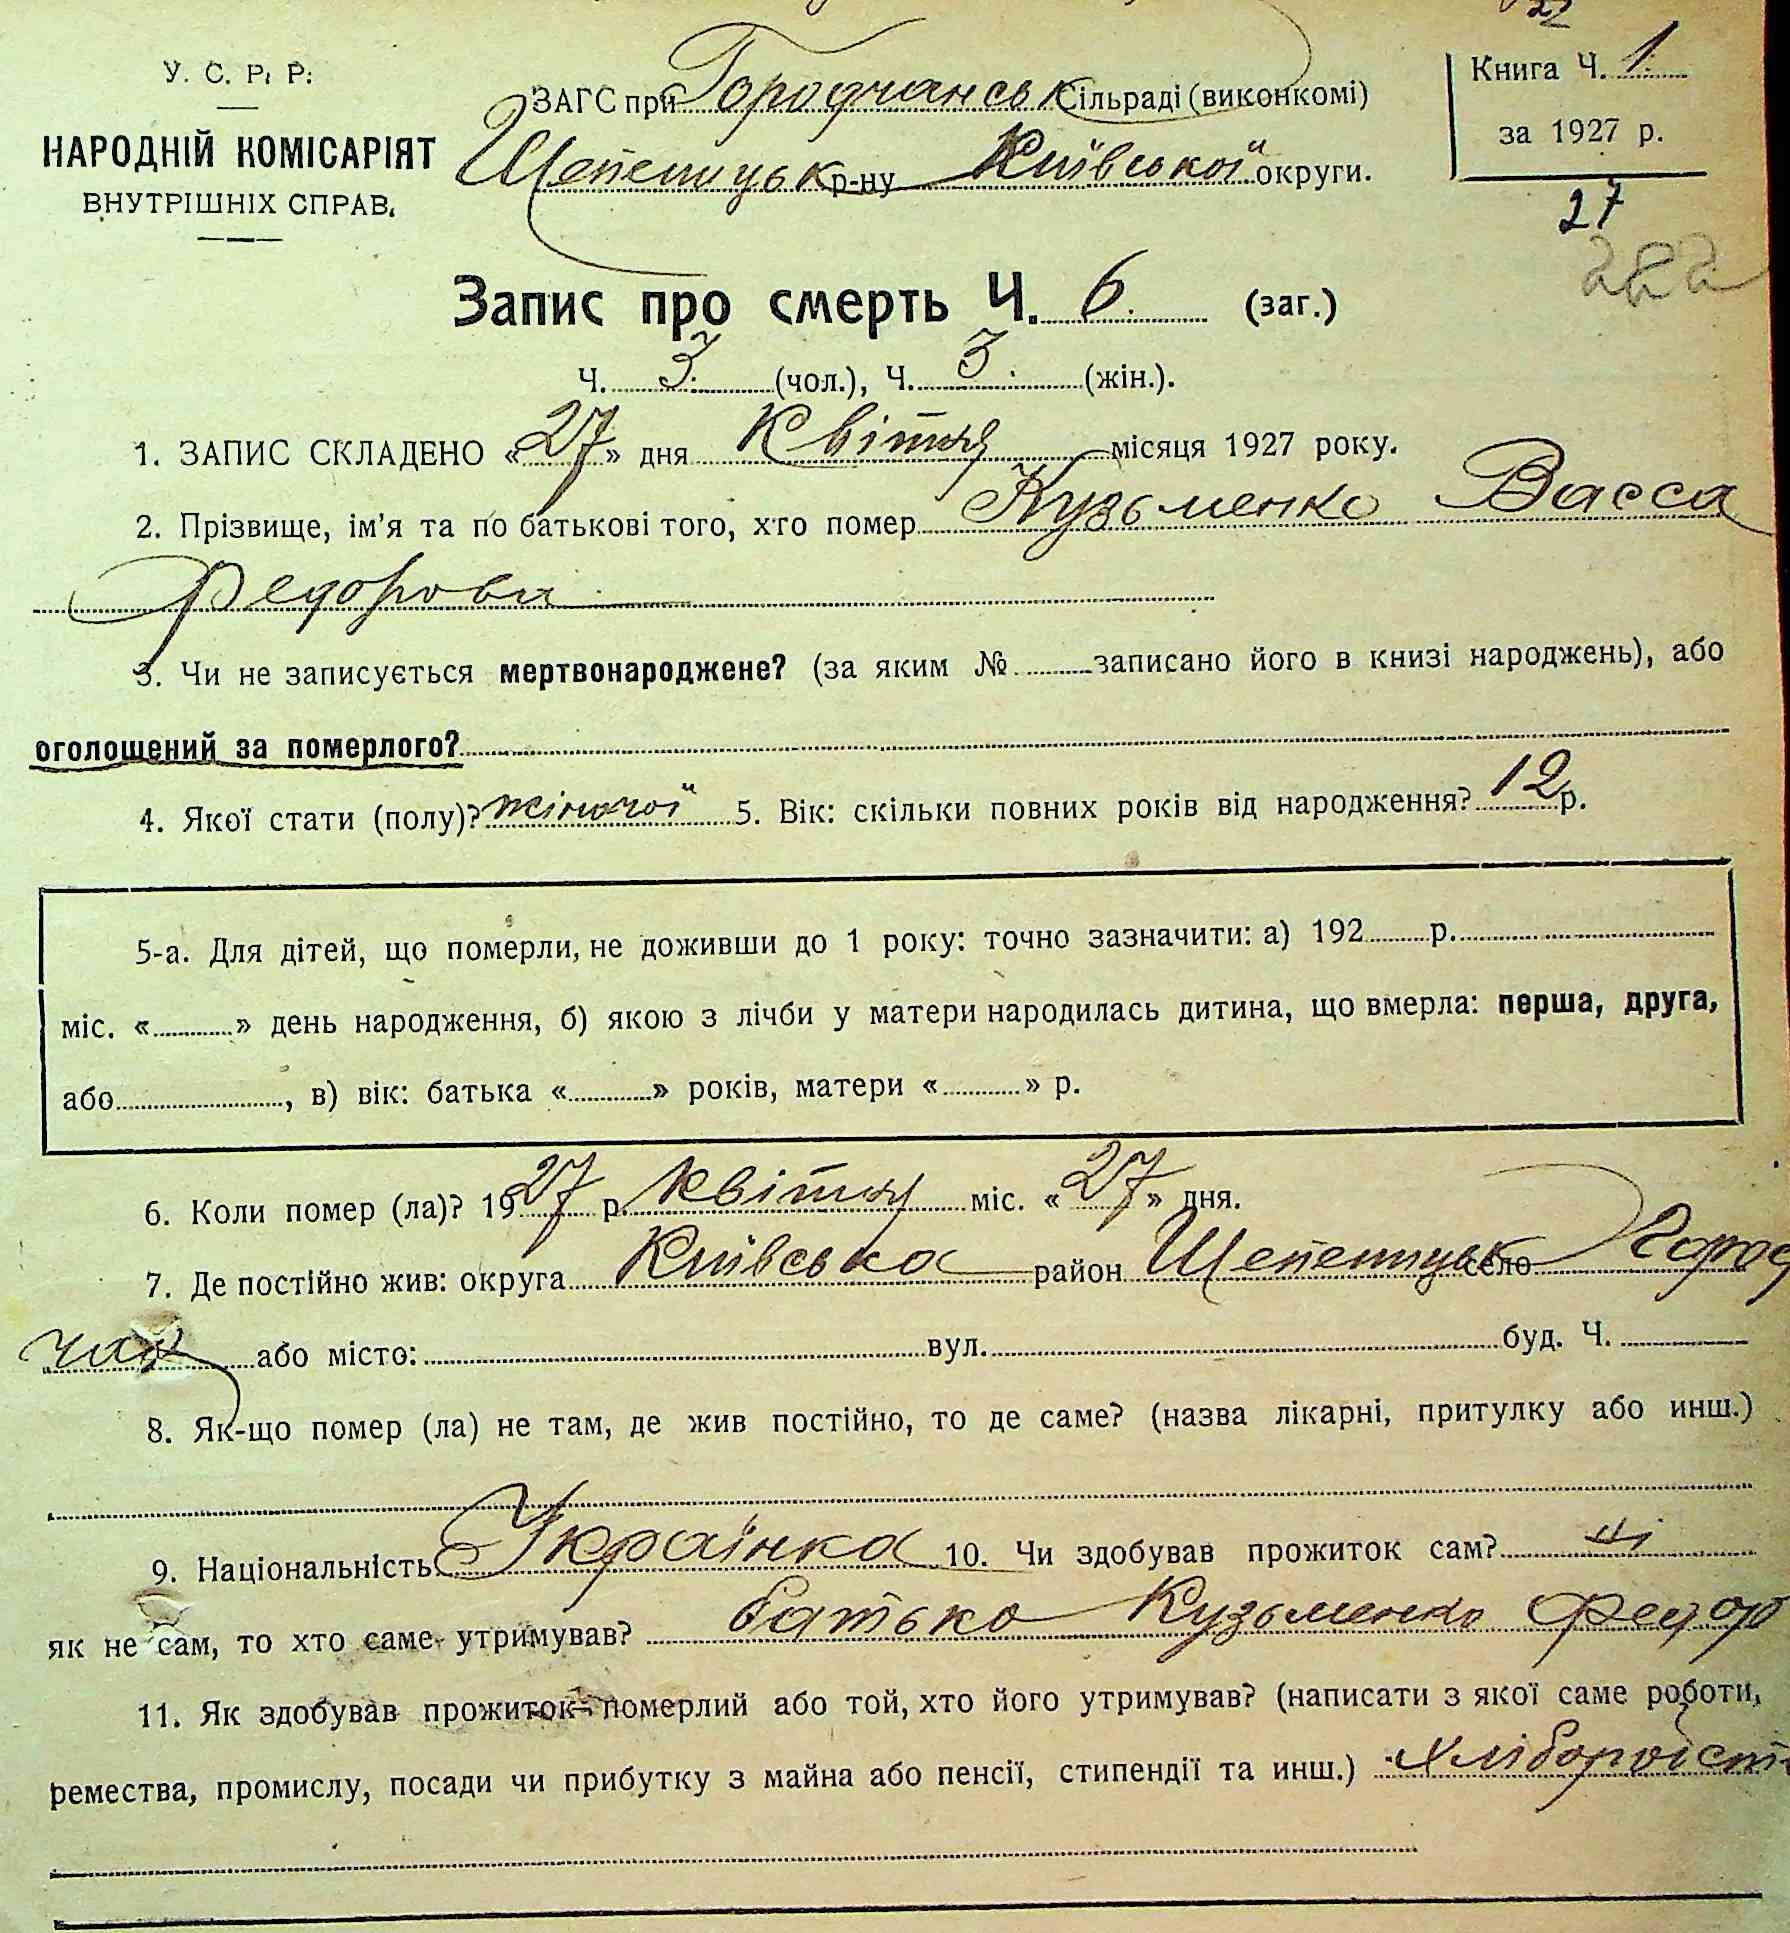 У. С. Р. Р.
НАРОДНІЙ КОМІСАРІЯТ
ВНУТРІШНІХ СПРАВ.
ЗАГС при Городчанськ Сільраді (виконкомі)
Шепелицьк р-ну Київської округи.
Книга Ч. 1.
за 1927 р.
27
282
Запис про смерть Ч. 6. (заг.)
Ч. 3. (чол.), Ч. 3. (жін.).
1. ЗАПИС СКЛАДЕНО «27» дня Квітня місяця 1927 року.
2. Прізвище, ім'я та по батькові того, хто помер Кузьменко Васса
Федорова
3. Чи не записується мертвонароджене? (за яким № записано його в книзі народжень), або
оголошений за померлого?
4. Якої стати (полу)? жіночої 5. Вік: скільки повних років від народження? 12 р.
5-а. Для дітей, що померли, не доживши до 1 року: точно зазначити: а) 192 р.
міс. « » день народження, б) якою з лічби у матери народилась дитина, що вмерла: перша, друга,
або , в) вік: батька « » років, матери « » р.
6. Коли помер (ла)? 1927 р. квітня міс. «27» дня.
7. Де постійно жив: округа Київська район Шепелицьк село Город
чан або місто: вул. буд. Ч.
8. Як-що помер (ла) не там, де жив постійно, то де саме? (назва лікарні, притулку або инш.)
9. Національність Українка 10. Чи здобував прожиток сам? ні
як не сам, то хто саме утримував? батько Кузьменко Федор
11. Як здобував прожиток померлий або той, хто його утримував? (написати з якої саме роботи,
ремества, промислу, посади чи прибутку з майна або пенсії, стипендії та инш.)